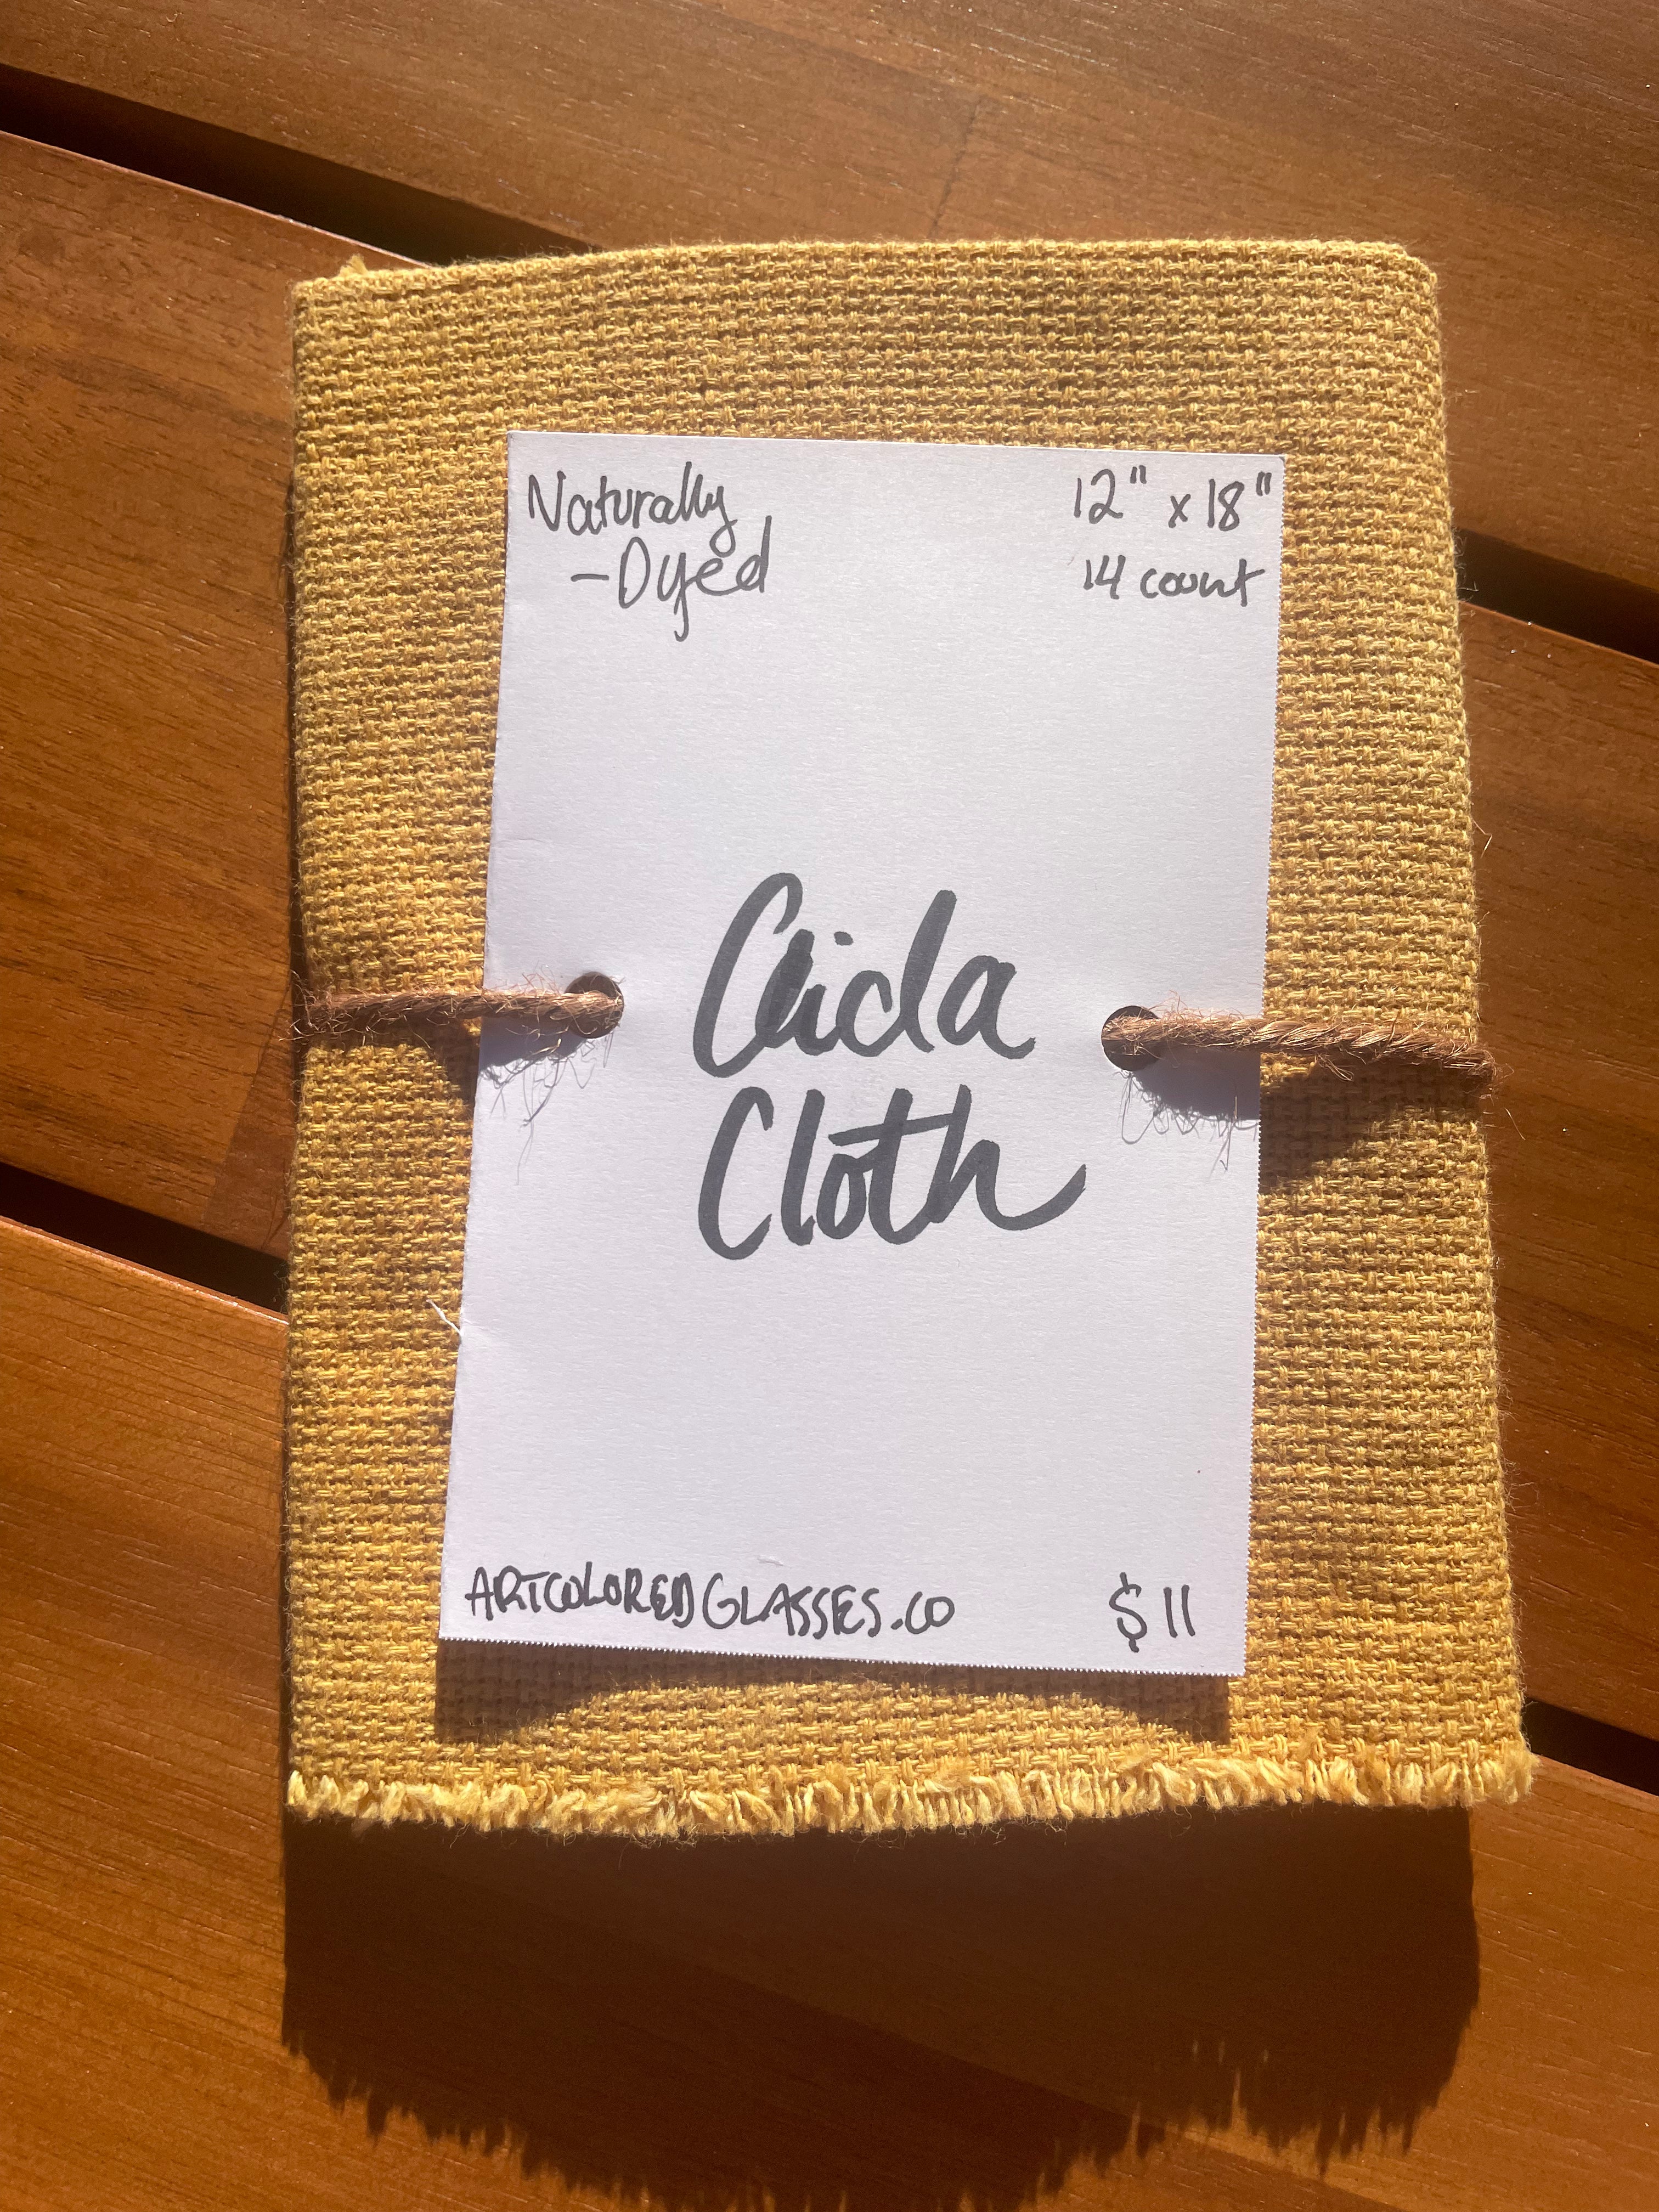 Naturally
-Dyed
12" x 18"
14 count
Aida
Cloth
ARTCOLOREDGLASSES.CO
$11